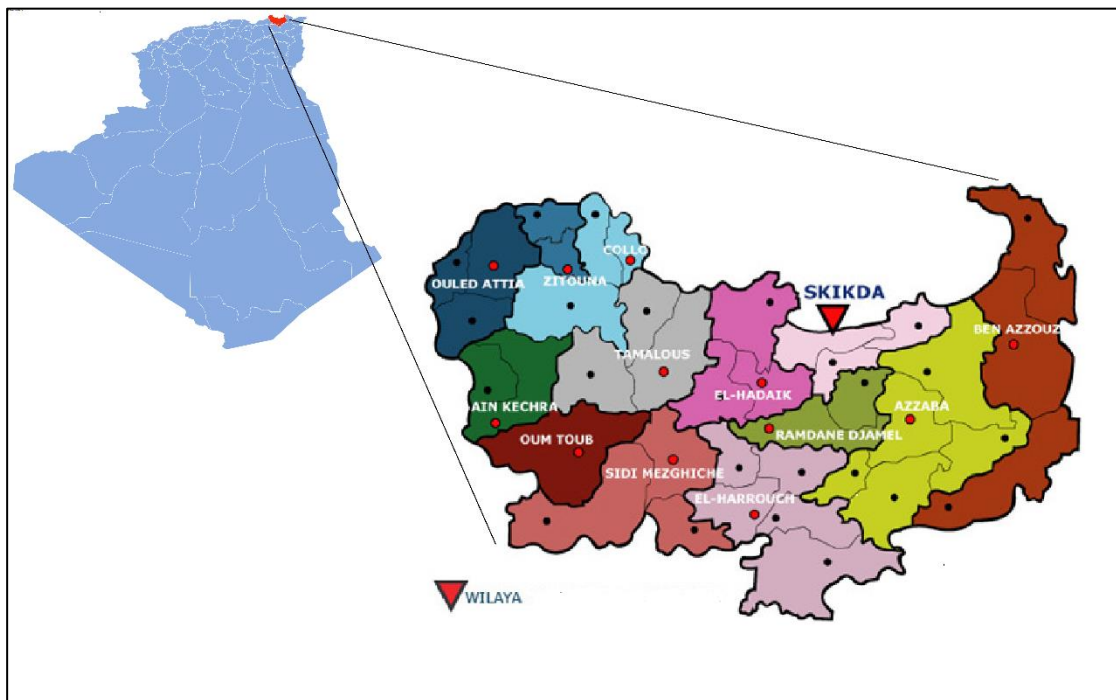 COLLO
SKIKDA
OULED ATTIA
ZITOUNA
BEN AZZOUZ
TAMALOUS
EL-HADAIK
AZZABA
AIN KECHRA
RAMDANE DJAMEL
OUM TOUB
SIDI MEZGHICHE
EL-HARROUCH
WILAYA